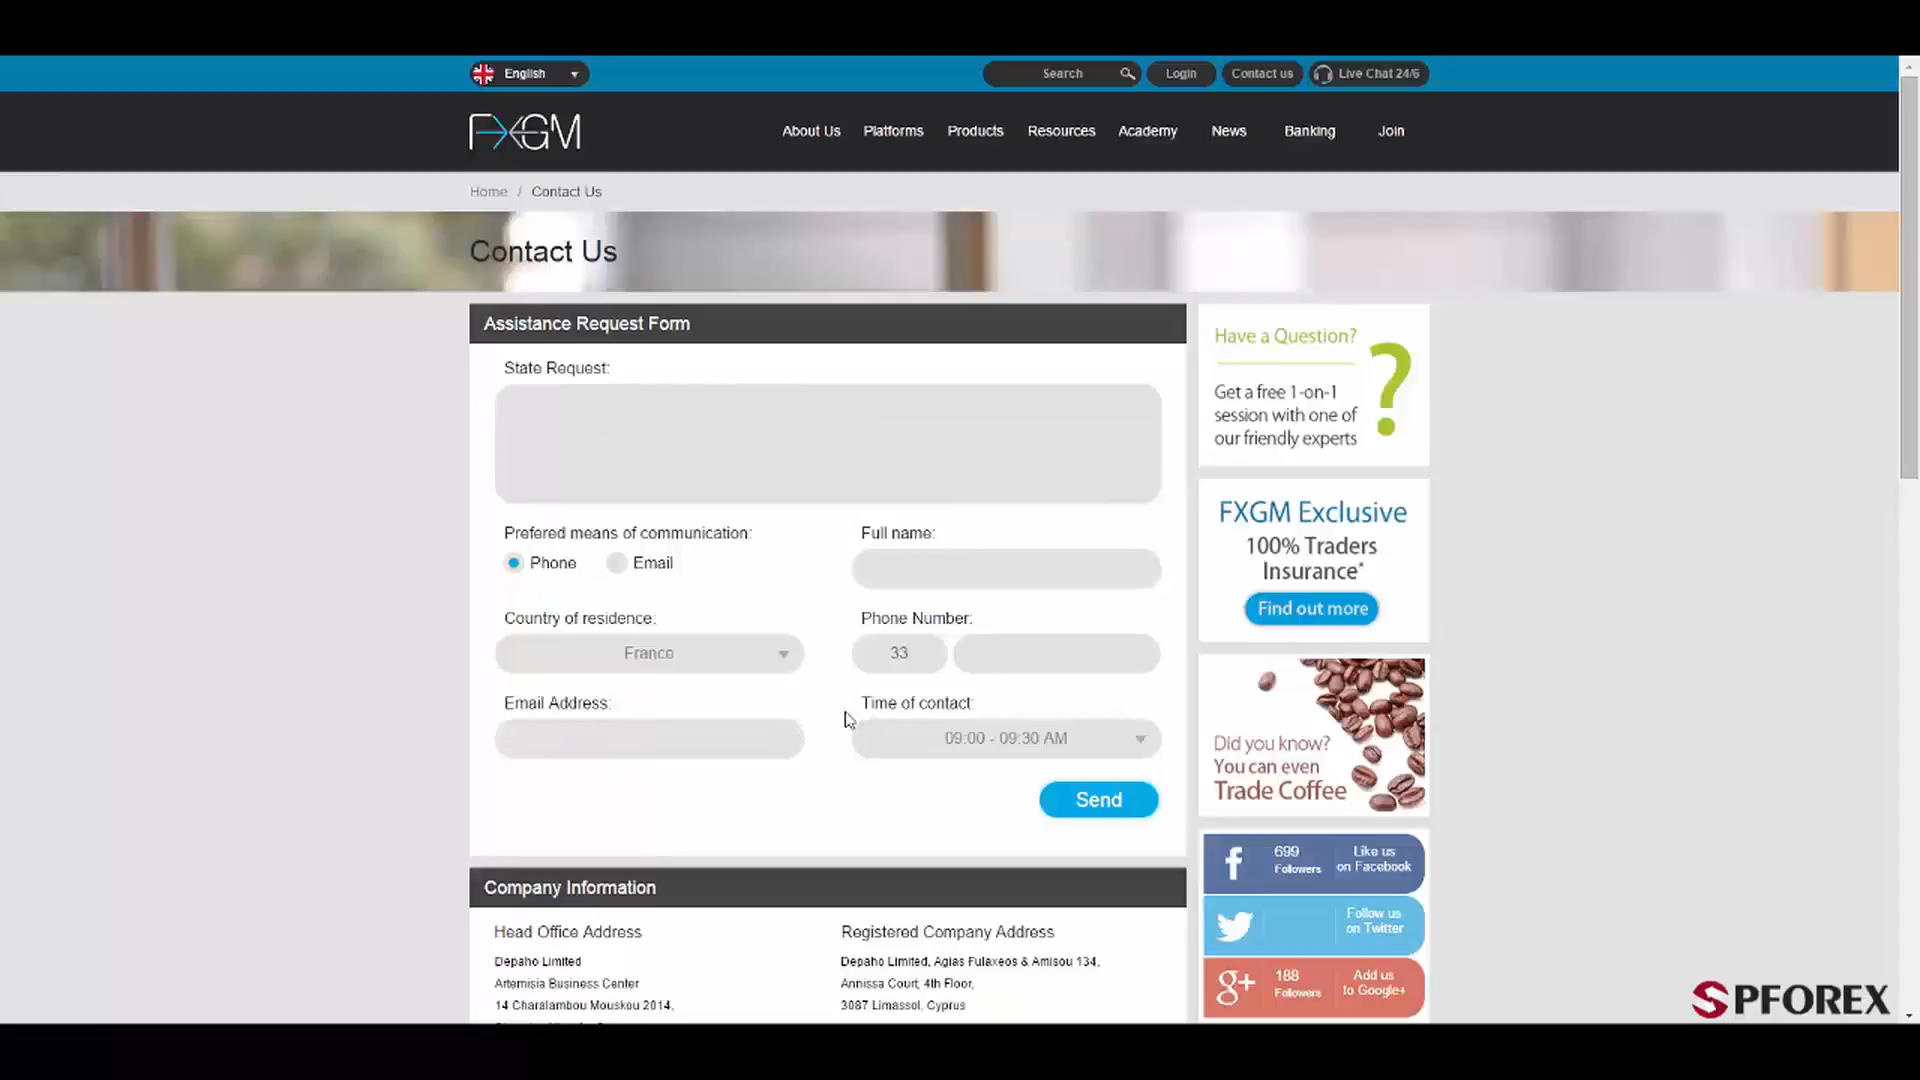 English
Search
Login
Contact us
Live Chat 24/6
FXGM
About Us
Platforms
Products
Resources
Academy
News
Banking
Join
Home / Contact Us
Contact Us
Assistance Request Form
State Request:
Prefered means of communication:
Phone
Email
Full name:
Country of residence:
France
Phone Number:
33
Email Address:
Time of contact:
09:00 - 09:30 AM
Send
Company Information
Head Office Address
Depaho Limited
Artemisia Business Center
14 Charalambou Mouskou 2014,
Registered Company Address
Depaho Limited, Agias Fulaxeos & Amisou 134,
Annissa Court, 4th Floor,
3087 Limassol, Cyprus
Have a Question?
Get a free 1-on-1
session with one of
our friendly experts
?
FXGM Exclusive
100% Traders
Insurance*
Find out more
Did you know?
You can even
Trade Coffee
699
Followers
Like us
on Facebook
Follow us
on Twitter
188
Followers
Add us
to Google+
SPFOREX